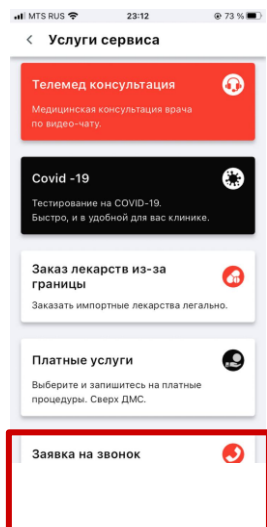 MTS RUS 23:12 73 %
Услуги сервиса
Телемед консультация
Медицинская консультация врача
по видео-чату.
Covid -19
Тестирование на COVID-19.
Быстро, и в удобной для вас клинике.
Заказ лекарств из-за
границы
Заказать импортные лекарства легально.
Платные услуги
Выберите и запишитесь на платные
процедуры. Сверх ДМС.
Заявка на звонок